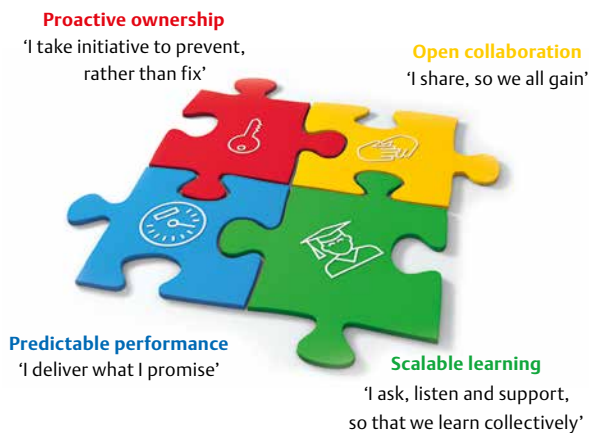 Proactive ownership
‘I take initiative to prevent,
rather than fix’
Open collaboration
‘I share, so we all gain’
Predictable performance
‘I deliver what I promise’
Scalable learning
‘I ask, listen and support,
so that we learn collectively’